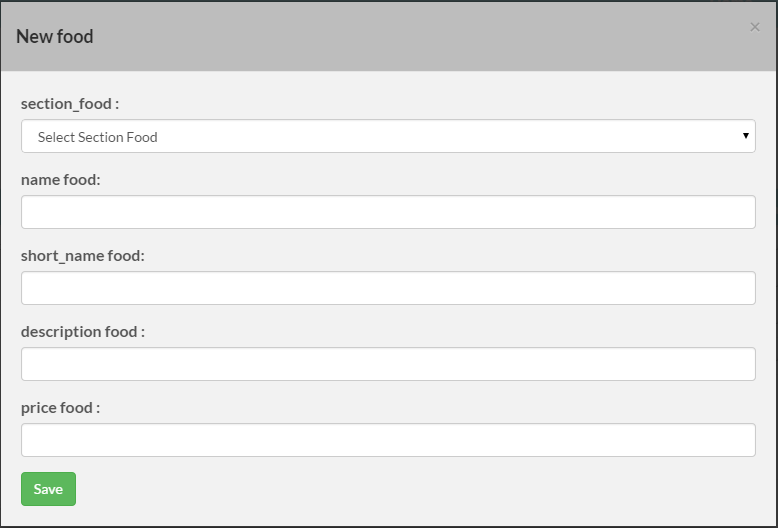 New food
×
section_food :
Select Section Food
name food:
short_name food:
description food :
price food :
Save